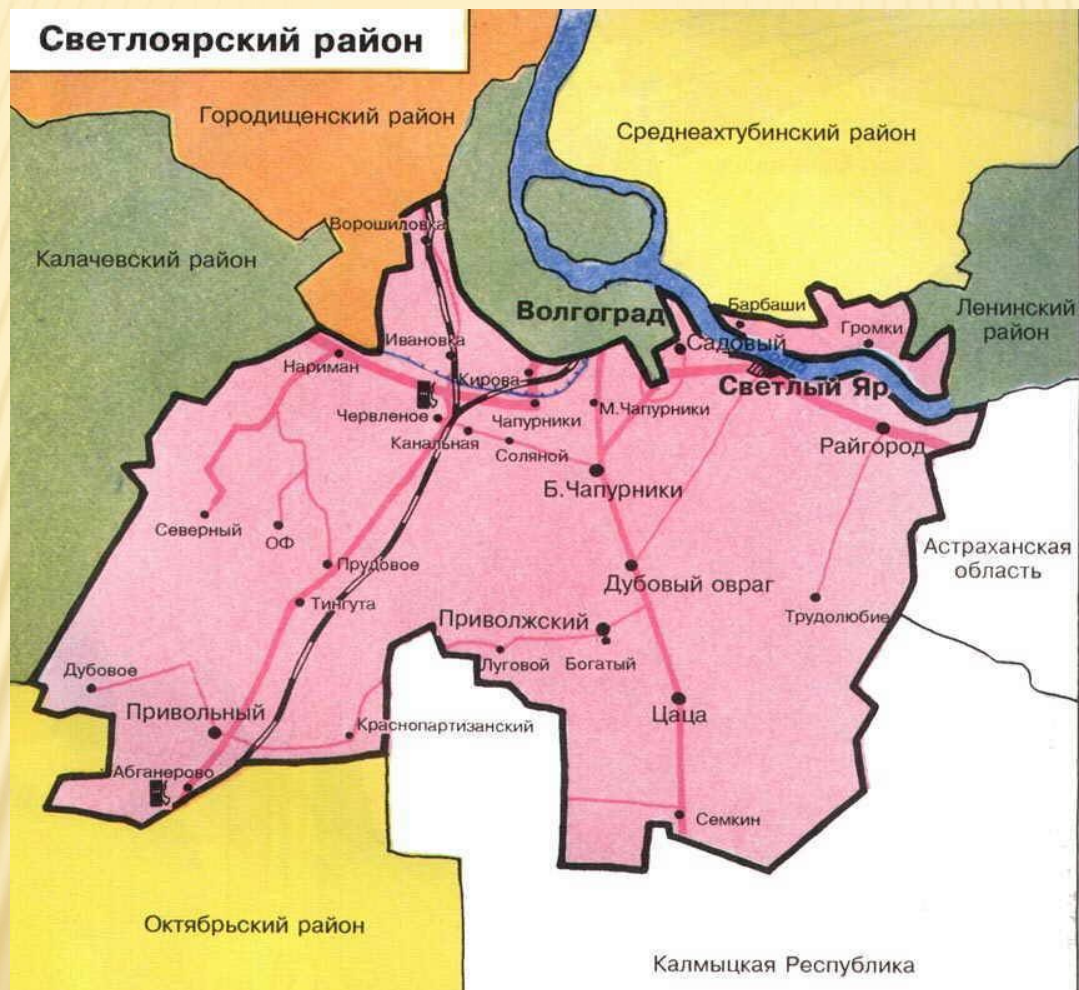 Светлоярский район
Городищенский район
Среднеахтубинский район
Ворошиловка
Калачевский район
Ленинский
район
Волгоград
Барбаши
Громки
Ивановка
Садовый
Нариман
Кирова
Светлый Яр
Червленое
Чапурники
М.Чапурники
Канальная
Соляной
Райгород
Б.Чапурники
Северный
ОФ
Астраханская
область
Прудовое
Дубовый овраг
Тингута
Приволжский
Трудолюбие
Луговой
Богатый
Дубовое
Привольный
Цаца
Краснопартизанский
Абганерово
Семкин
Октябрьский район
Калмыцкая Республика